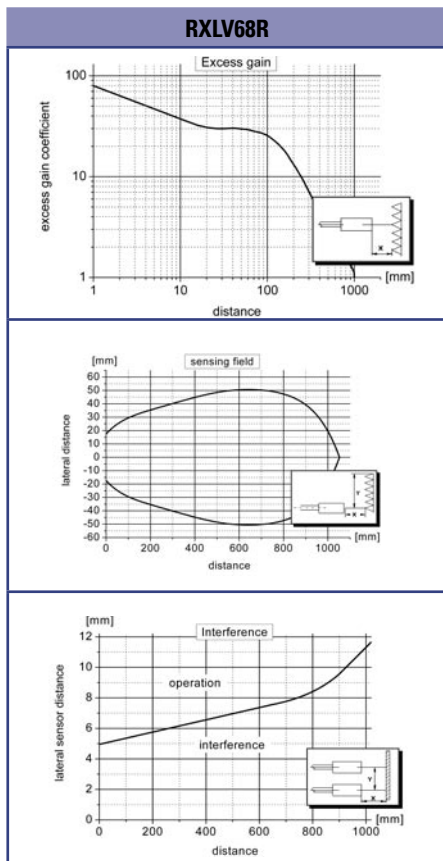 RXLV68R
Excess gain
excess gain coefficient
100
10
1
1 10 100 1000
[mm]
distance
X
[mm]
sensing field
lateral distance
60
50
40
30
20
10
0
-10
-20
-30
-40
-50
-60
0 200 400 600 800 1000
[mm]
distance
Y
X
[mm]
Interference
lateral sensor distance
12
10
8
6
4
2
0
operation
interference
0 200 400 600 800 1000
[mm]
distance
Y
X